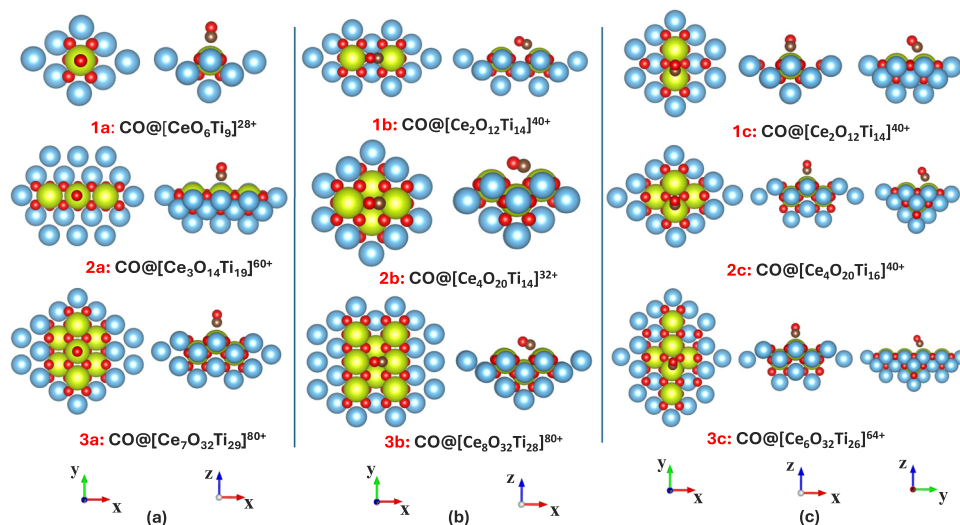 1a: CO@[CeO₆Ti₉]²⁸⁺
1b: CO@[Ce₂O₁₂Ti₁₄]⁴⁰⁺
1c: CO@[Ce₂O₁₂Ti₁₄]⁴⁰⁺
2a: CO@[Ce₃O₁₄Ti₁₉]⁶⁰⁺
2b: CO@[Ce₄O₂₀Ti₁₄]³²⁺
2c: CO@[Ce₄O₂₀Ti₁₆]⁴⁰⁺
3a: CO@[Ce₇O₃₂Ti₂₉]⁸⁰⁺
3b: CO@[Ce₈O₃₂Ti₂₈]⁸⁰⁺
3c: CO@[Ce₆O₃₂Ti₂₆]⁶⁴⁺
y x z x y x z x y x z x z y
(a) (b) (c)